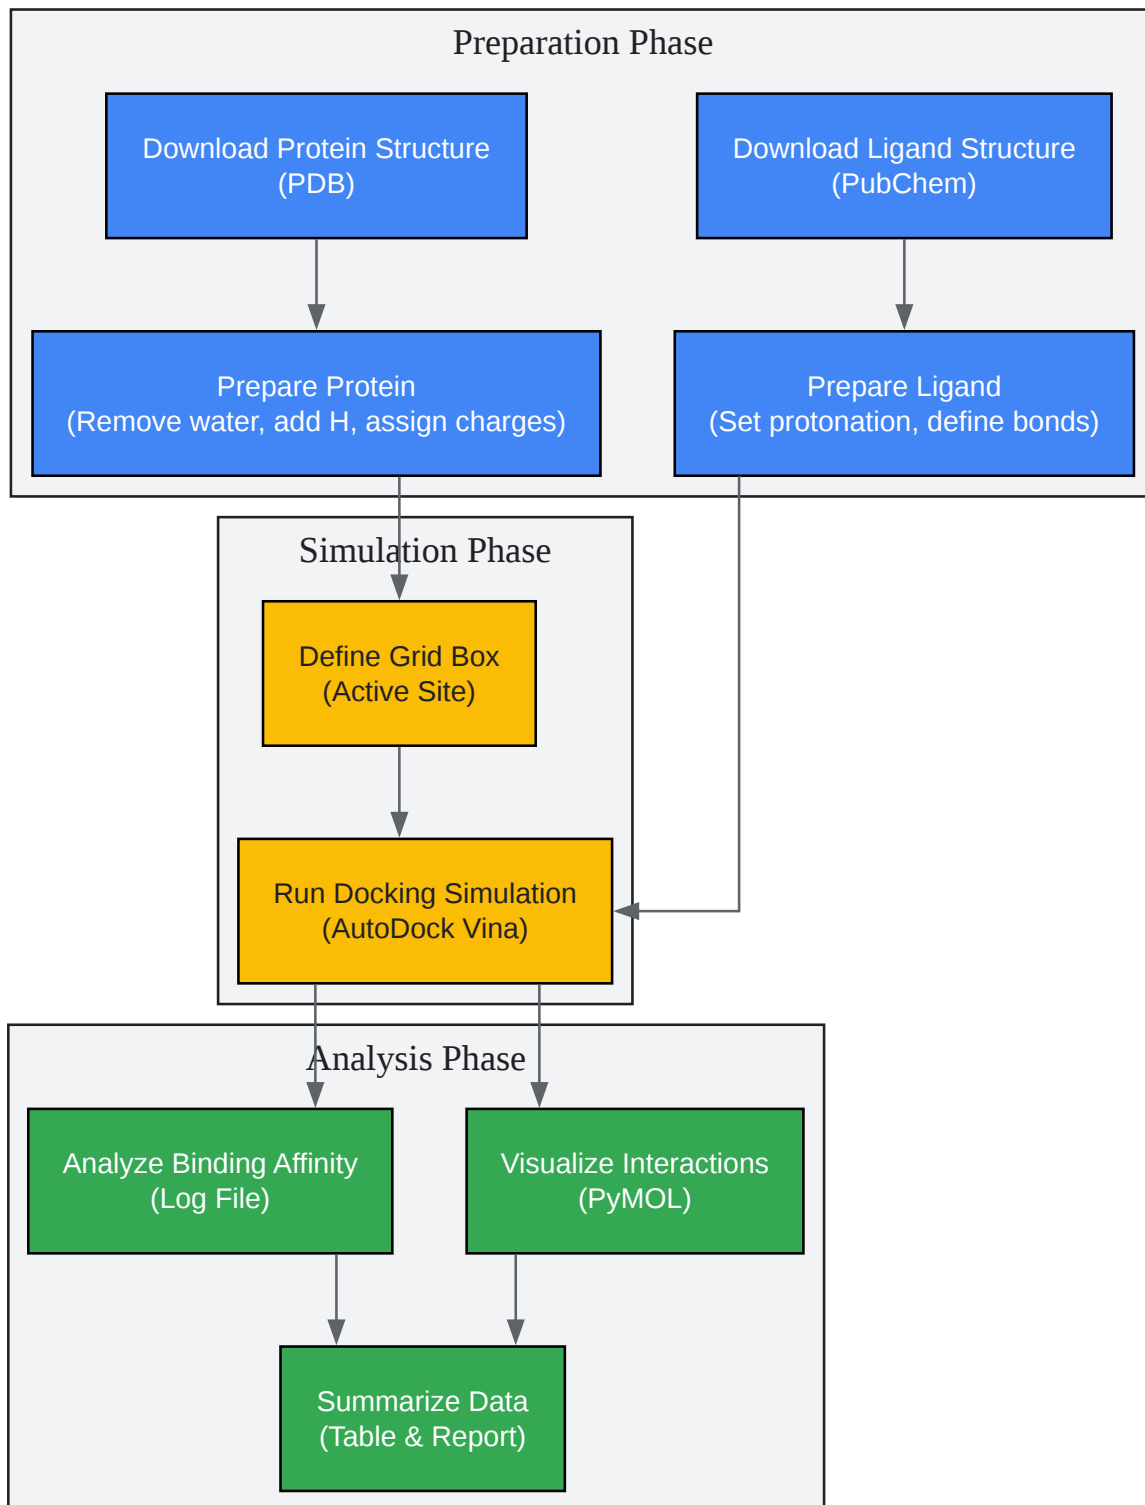 Preparation Phase
Download Protein Structure
(PDB)
Download Ligand Structure
(PubChem)
Prepare Protein
(Remove water, add H, assign charges)
Prepare Ligand
(Set protonation, define bonds)
Simulation Phase
Define Grid Box
(Active Site)
Run Docking Simulation
(AutoDock Vina)
Analysis Phase
Analyze Binding Affinity
(Log File)
Visualize Interactions
(PyMOL)
Summarize Data
(Table & Report)